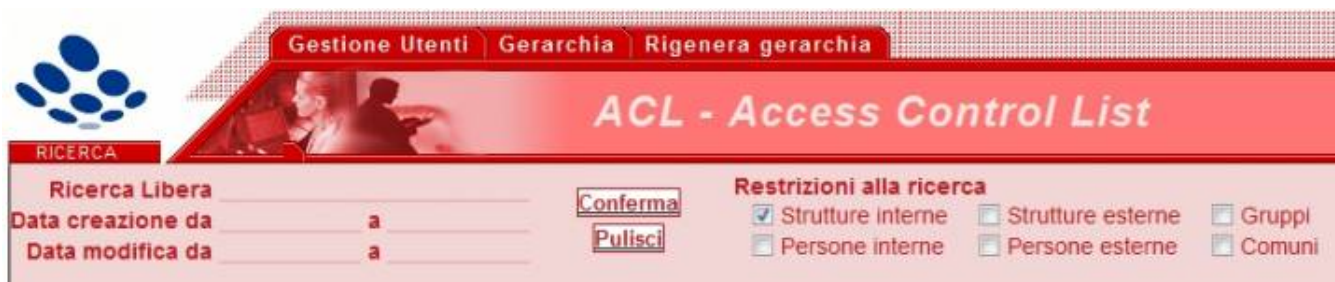 Gestione Utenti Gerarchia Rigenera gerarchia
ACL - Access Control List
RICERCA
Ricerca Libera
Data creazione da a
Data modifica da a
Conferma
Pulisci
Restrizioni alla ricerca
Strutture interne Strutture esterne Gruppi
Persone interne Persone esterne Comuni